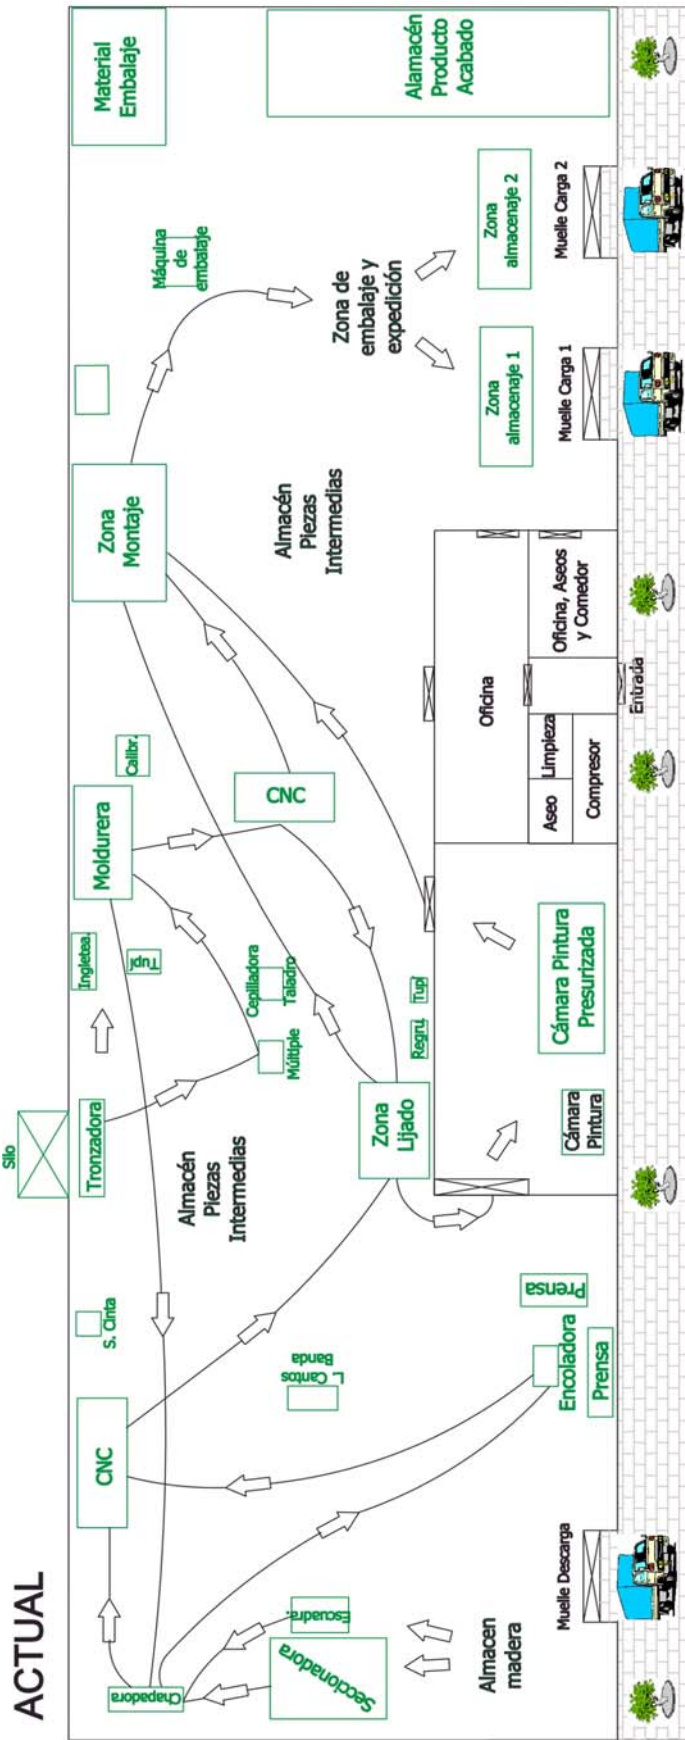 ACTUAL
Silo
Chapadora
CNC
S. Cinta
Tronzadora
Ingletea.
Tupí.
Moldurera
Calibr.
Zona
Montaje
Máquina
de
embalaje
Material
Embalaje
Seccionadora
Escuadra.
L. Cantos
Banda
Almacén
Piezas
Intermedias
Múltiple
Cepilladora
Taladro
CNC
Almacén
Piezas
Intermedias
Zona de
embalaje y
expedición
Alamacén
Producto
Acabado
Zona
Lijado
Regru.
Tupí
Almacen
madera
Encoladora
Prensa
Prensa
Cámara
Pintura
Cámara Pintura
Presurizada
Oficina
Aseo
Limpieza
Compresor
Oficina, Aseos
y Comedor
Zona
almacenaje 1
Zona
almacenaje 2
Muelle Descarga
Entrada
Muelle Carga 1
Muelle Carga 2